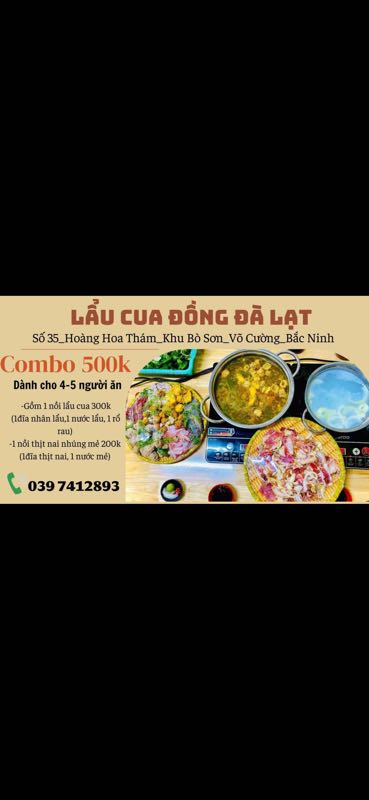 LẨU CUA ĐỒNG ĐÀ LẠT
Số 35_Hoàng Hoa Thám_Khu Bò Sơn_Võ Cường_Bắc Ninh
Combo 500k
Dành cho 4-5 người ăn
-Gồm 1 nồi lẩu cua 300k
(1đĩa nhân lẩu,1 nước lẩu, 1 rổ
rau)
-1 nồi thịt nai nhúng mẻ 200k
(1đĩa thịt nai, 1 nước mẻ)
039 7412893